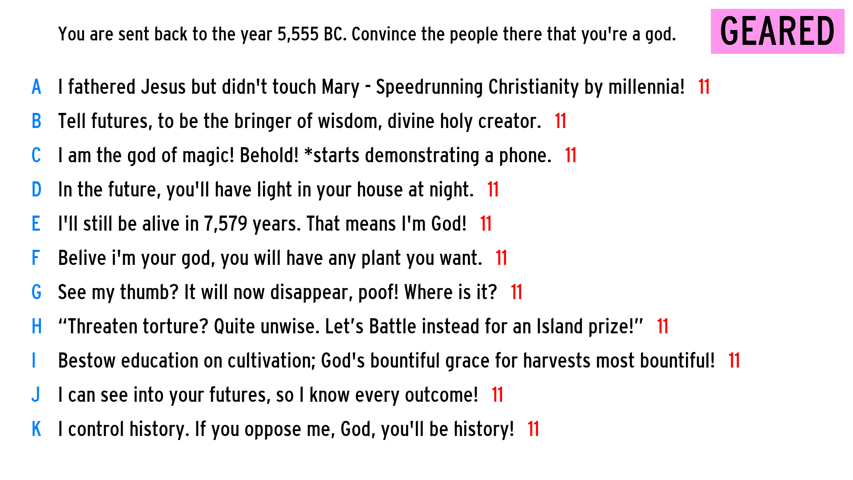 You are sent back to the year 5,555 BC. Convince the people there that you're a god.
GEARED
A I fathered Jesus but didn't touch Mary - Speedrunning Christianity by millennia! 11
B Tell futures, to be the bringer of wisdom, divine holy creator. 11
C I am the god of magic! Behold! *starts demonstrating a phone. 11
D In the future, you'll have light in your house at night. 11
E I'll still be alive in 7,579 years. That means I'm God! 11
F Belive i'm your god, you will have any plant you want. 11
G See my thumb? It will now disappear, poof! Where is it? 11
H “Threaten torture? Quite unwise. Let’s Battle instead for an Island prize!” 11
I Bestow education on cultivation; God's bountiful grace for harvests most bountiful! 11
J I can see into your futures, so I know every outcome! 11
K I control history. If you oppose me, God, you'll be history! 11